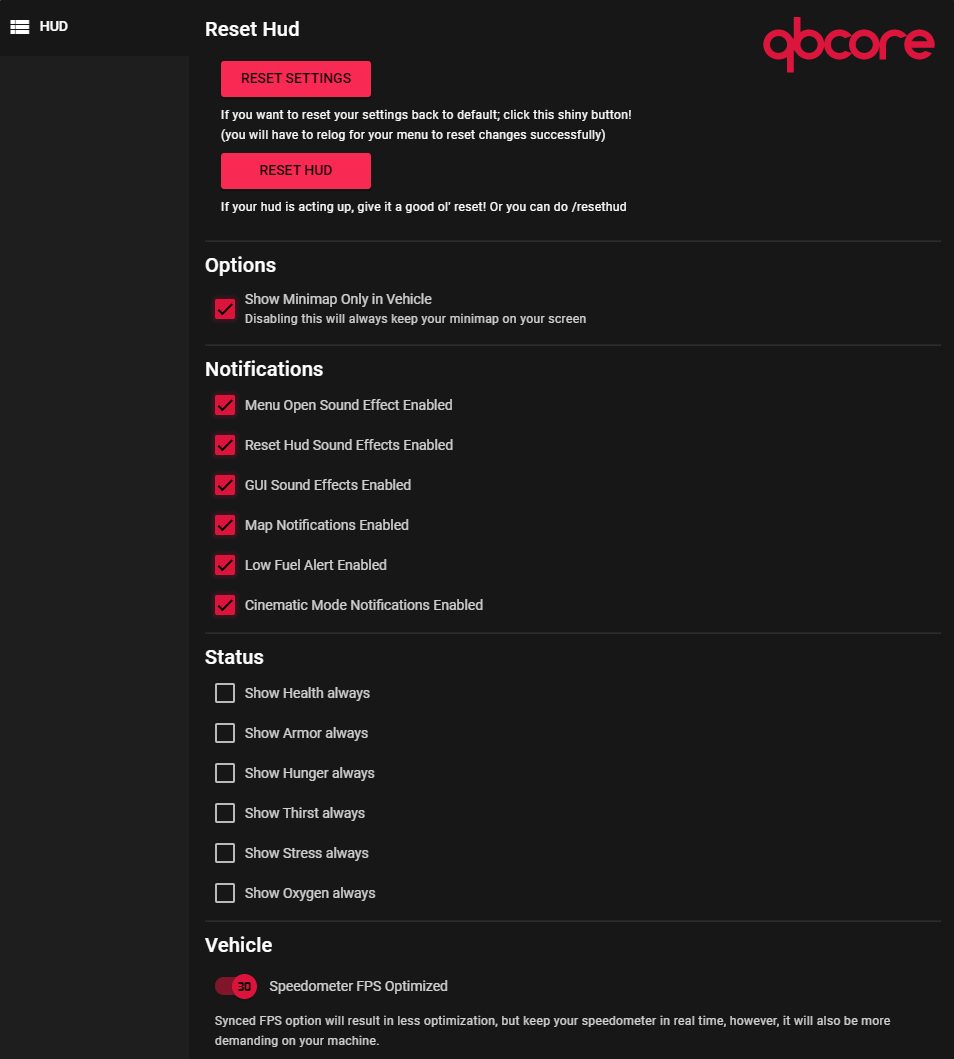 HUD
Reset Hud
qbcore
RESET SETTINGS
If you want to reset your settings back to default; click this shiny button!
(you will have to relog for your menu to reset changes successfully)
RESET HUD
If your hud is acting up, give it a good ol' reset! Or you can do /resethud
Options
Show Minimap Only in Vehicle
Disabling this will always keep your minimap on your screen
Notifications
Menu Open Sound Effect Enabled
Reset Hud Sound Effects Enabled
GUI Sound Effects Enabled
Map Notifications Enabled
Low Fuel Alert Enabled
Cinematic Mode Notifications Enabled
Status
Show Health always
Show Armor always
Show Hunger always
Show Thirst always
Show Stress always
Show Oxygen always
Vehicle
30 Speedometer FPS Optimized
Synced FPS option will result in less optimization, but keep your speedometer in real time, however, it will also be more
demanding on your machine.